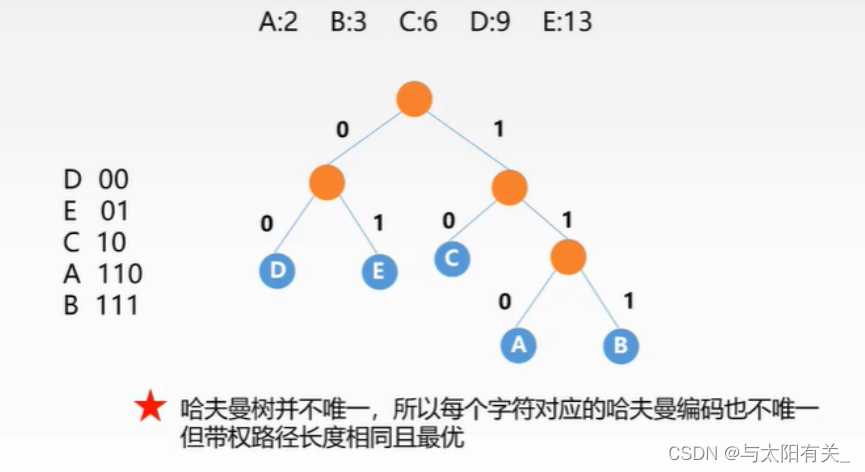 A:2 B:3 C:6 D:9 E:13
0 1
0 1 0 1
D E C
0 1
A B
D 00
E 01
C 10
A 110
B 111
哈夫曼树并不唯一，所以每个字符对应的哈夫曼编码也不唯一
但带权路径长度相同且最优
CSDN @与太阳有关_